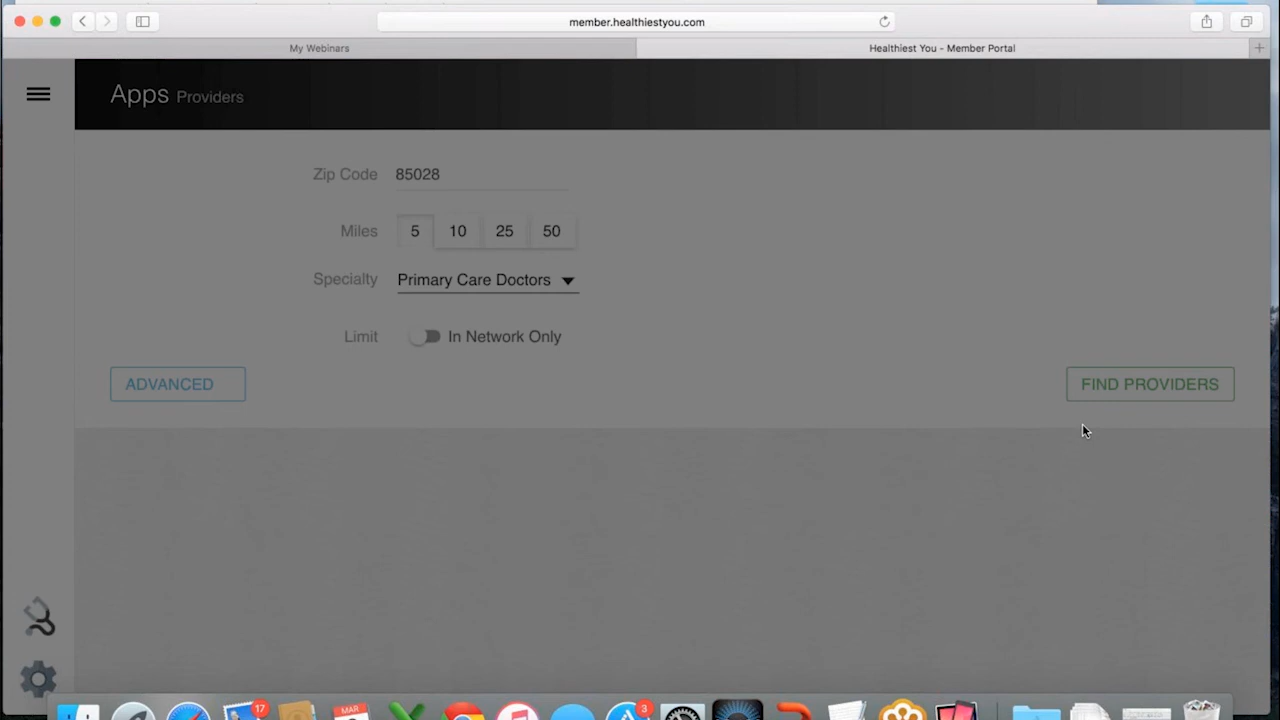 member.healthiestyou.com
My Webinars
Healthiest You - Member Portal
Apps Providers
Zip Code 85028
Miles 5 10 25 50
Specialty Primary Care Doctors
Limit In Network Only
ADVANCED
FIND PROVIDERS
17
MAR
3